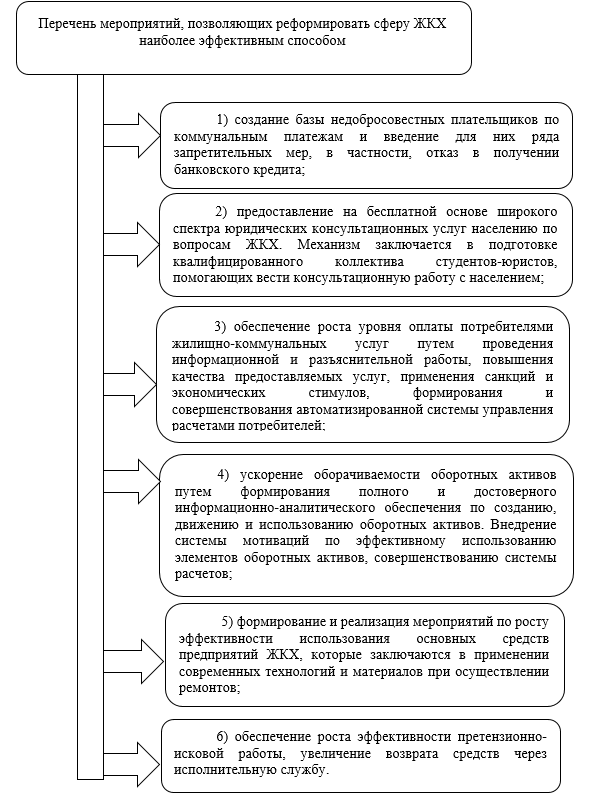 Перечень мероприятий, позволяющих реформировать сферу ЖКХ
наиболее эффективным способом
1) создание базы недобросовестных плательщиков по
коммунальным платежам и введение для них ряда
запретительных мер, в частности, отказ в получении
банковского кредита;
2) предоставление на бесплатной основе широкого
спектра юридических консультационных услуг населению по
вопросам ЖКХ. Механизм заключается в подготовке
квалифицированного коллектива студентов-юристов,
помогающих вести консультационную работу с населением;
3) обеспечение роста уровня оплаты потребителями
жилищно-коммунальных услуг путем проведения
информационной и разъяснительной работы, повышения
качества предоставляемых услуг, применения санкций и
экономических стимулов, формирования и
совершенствования автоматизированной системы управления
расчетами потребителей;
4) ускорение оборачиваемости оборотных активов
путем формирования полного и достоверного
информационно-аналитического обеспечения по созданию,
движению и использованию оборотных активов. Внедрение
системы мотиваций по эффективному использованию
элементов оборотных активов, совершенствованию системы
расчетов;
5) формирование и реализация мероприятий по росту
эффективности использования основных средств
предприятий ЖКХ, которые заключаются в применении
современных технологий и материалов при осуществлении
ремонтов;
6) обеспечение роста эффективности претензионно-
исковой работы, увеличение возврата средств через
исполнительную службу.